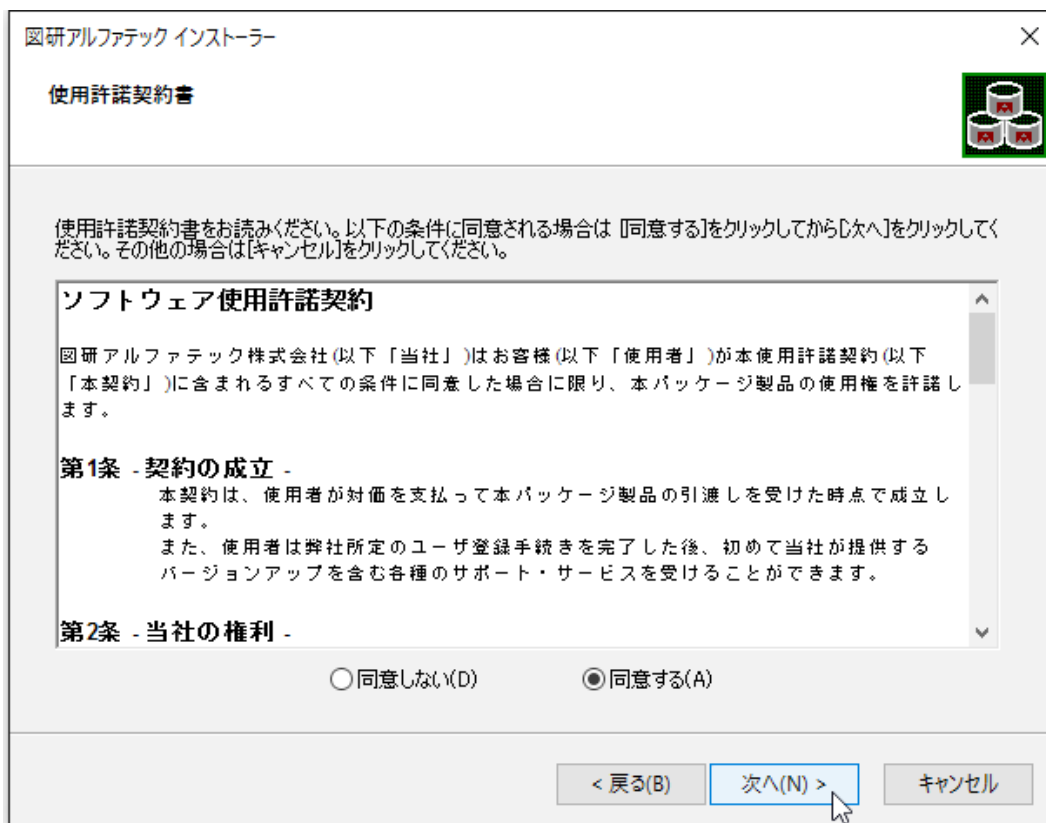 図研アルファテック インストーラー
使用許諾契約書
使用許諾契約書をお読みください。以下の条件に同意される場合は [同意する]をクリックしてから[次へ]をクリックしてく
ださい。その他の場合は[キャンセル]をクリックしてください。
ソフトウェア使用許諾契約
図研アルファテック株式会社(以下「当社」)はお客様(以下「使用者」)が本使用許諾契約(以下
「本契約」)に含まれるすべての条件に同意した場合に限り、本パッケージ製品の使用権を許諾し
ます。
第1条 - 契約の成立 -
本契約は、使用者が対価を支払って本パッケージ製品の引渡しを受けた時点で成立し
ます。
また、使用者は弊社所定のユーザ登録手続きを完了した後、初めて当社が提供する
バージョンアップを含む各種のサポート・サービスを受けることができます。
第2条 - 当社の権利 -
同意しない(D) 同意する(A)
< 戻る(B) 次へ(N) > キャンセル